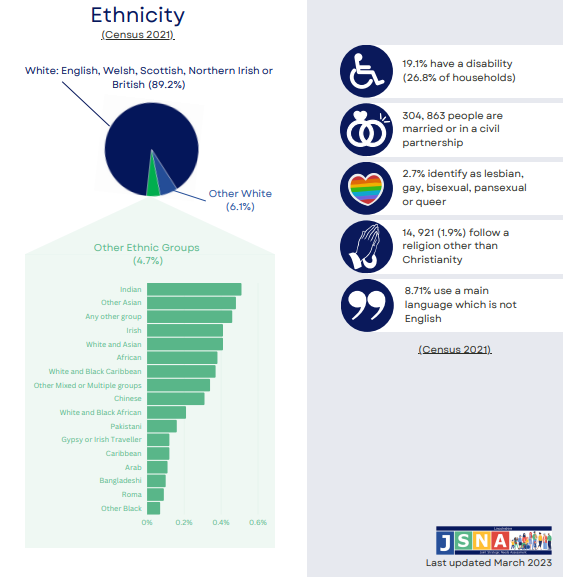 Ethnicity
(Census 2021)
White: English, Welsh, Scottish, Northern Irish or
British (89.2%)
Other White
(6.1%)
Other Ethnic Groups
(4.7%)
Indian
Other Asian
Any other group
Irish
White and Asian
African
White and Black Caribbean
Other Mixed or Multiple groups
Chinese
White and Black African
Pakistani
Gypsy or Irish Traveller
Caribbean
Arab
Bangladeshi
Roma
Other Black
0% 0.2% 0.4% 0.6%
19.1% have a disability
(26.8% of households)
304, 863 people are
married or in a civil
partnership
2.7% identify as lesbian,
gay, bisexual, pansexual
or queer
14, 921 (1.9%) follow a
religion other than
Christianity
8.71% use a main
language which is not
English
(Census 2021)
JSNA
Joint Strategic Needs Assessment
Last updated March 2023